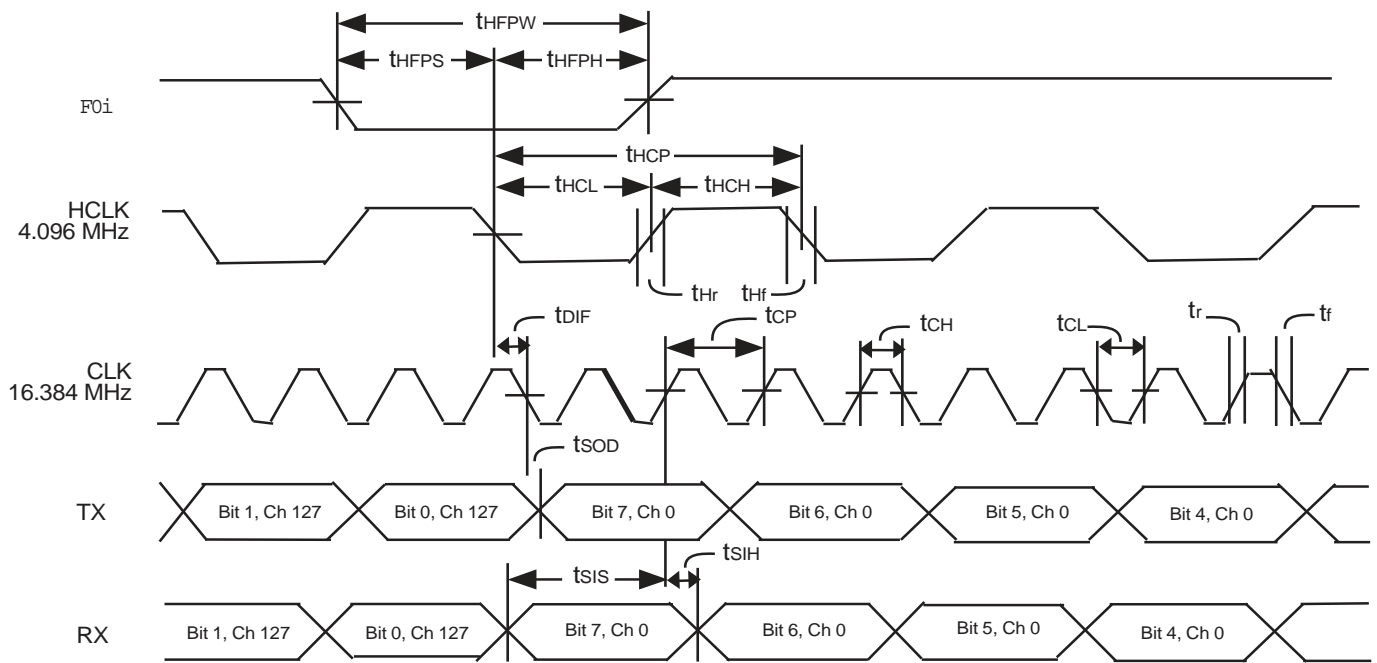 tHFPW
tHFPS
tHFPH
F0i
tHCP
tHCL
tHCH
HCLK
4.096 MHz
tHr
tHf
tDIF
tCP
tCH
tCL
tr
tf
CLK
16.384 MHz
tSOD
TX
Bit 1, Ch 127
Bit 0, Ch 127
Bit 7, Ch 0
Bit 6, Ch 0
Bit 5, Ch 0
Bit 4, Ch 0
tSIH
tSIS
RX
Bit 1, Ch 127
Bit 0, Ch 127
Bit 7, Ch 0
Bit 6, Ch 0
Bit 5, Ch 0
Bit 4, Ch 0